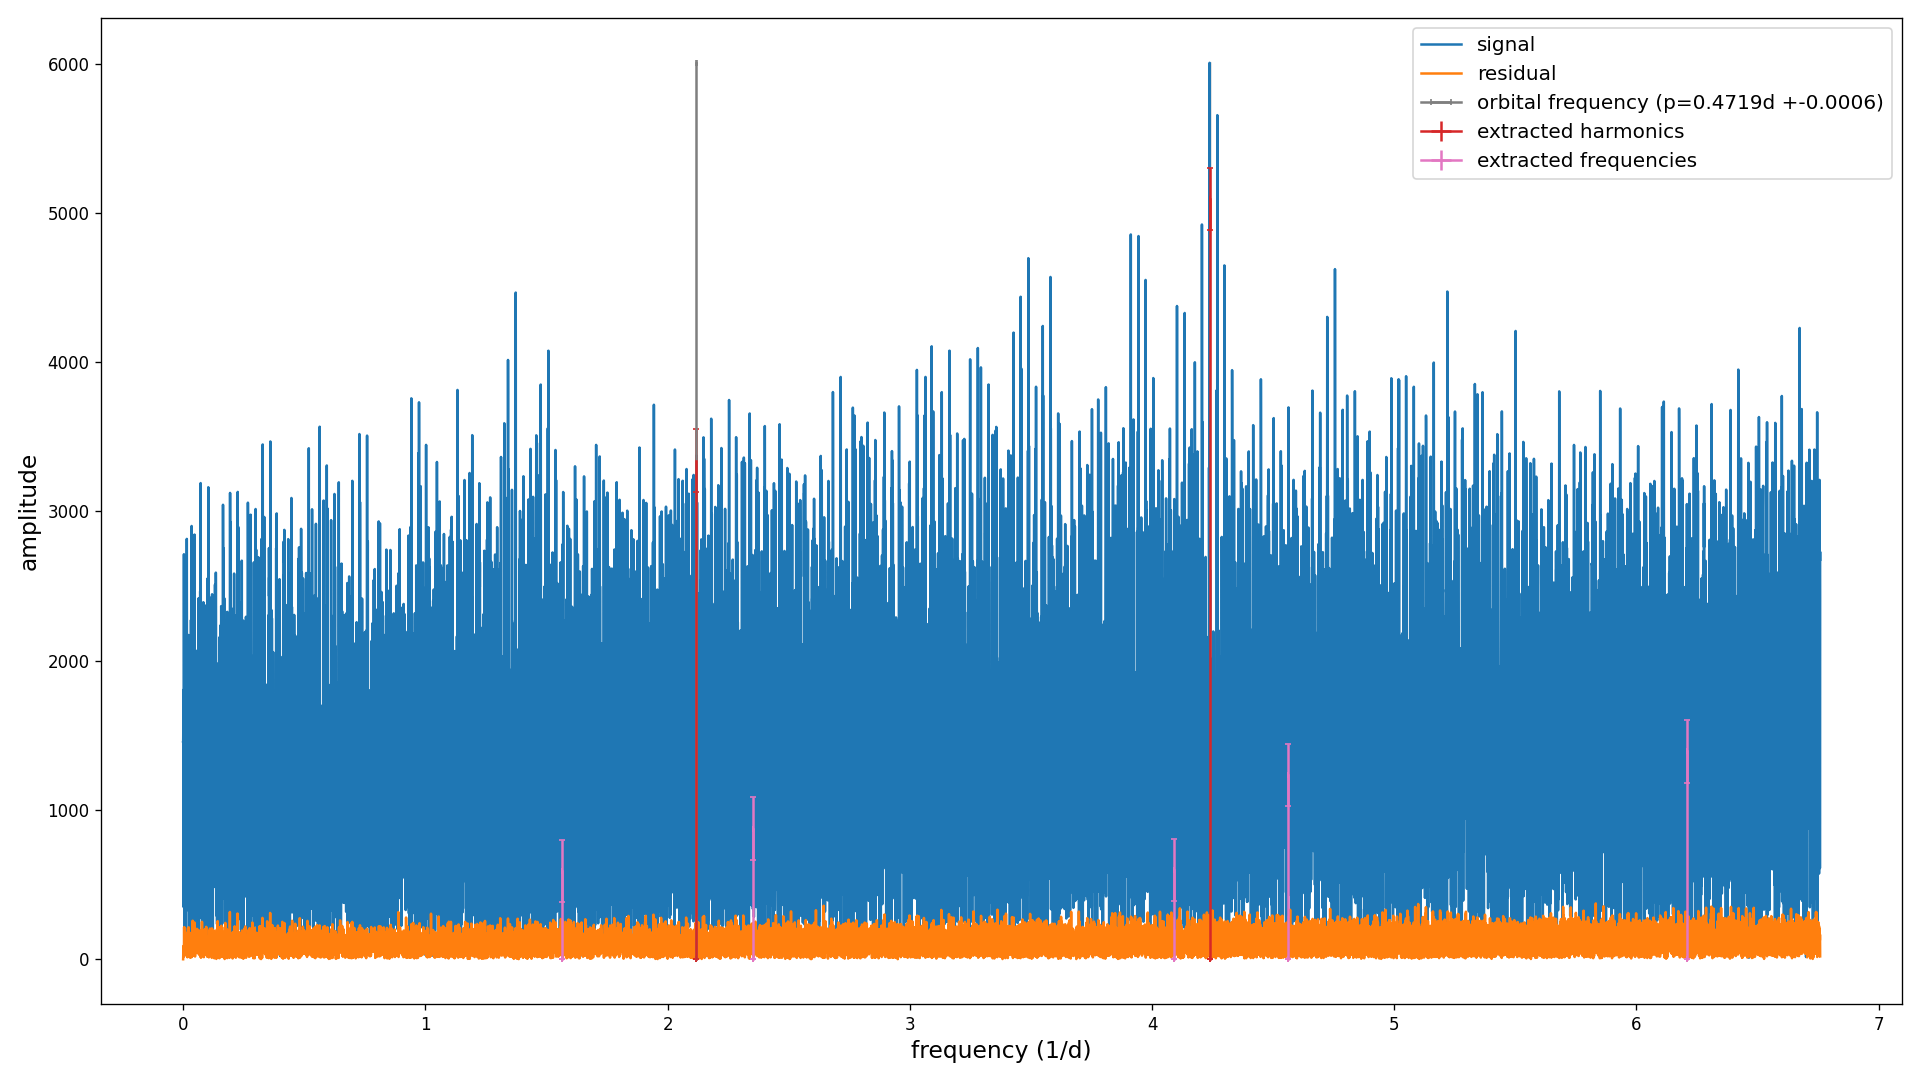 signal
residual
orbital frequency (p=0.4719d +-0.0006)
extracted harmonics
extracted frequencies
6000
5000
4000
3000
2000
1000
0
amplitude
0 1 2 3 4 5 6 7
frequency (1/d)